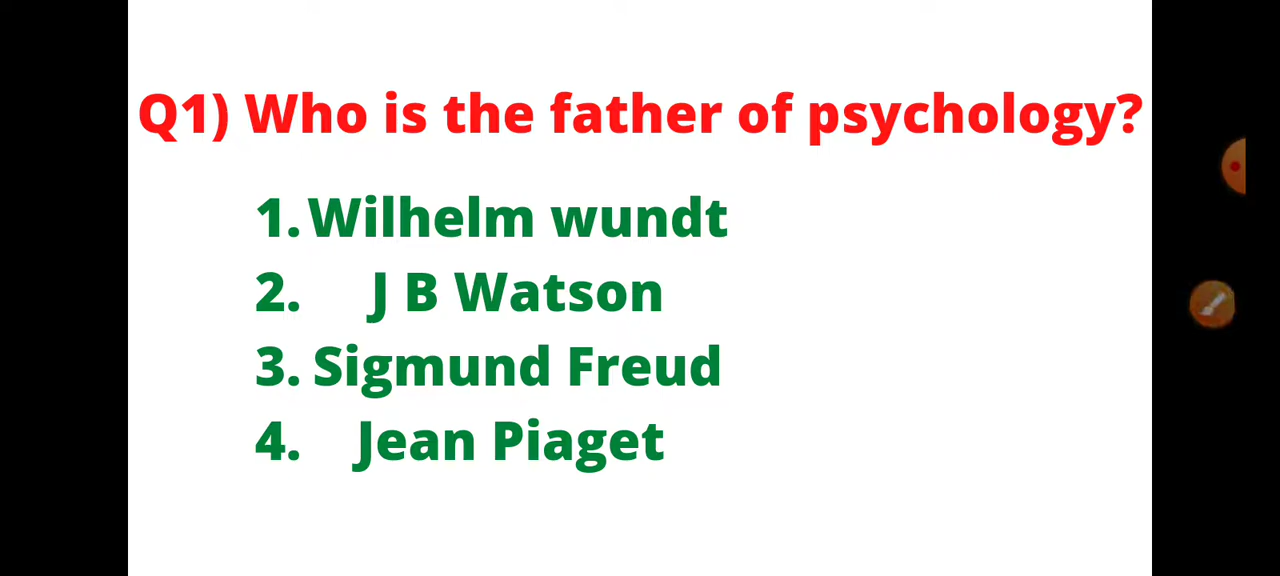 Q1) Who is the father of psychology?
1. Wilhelm wundt
2. J B Watson
3. Sigmund Freud
4. Jean Piaget